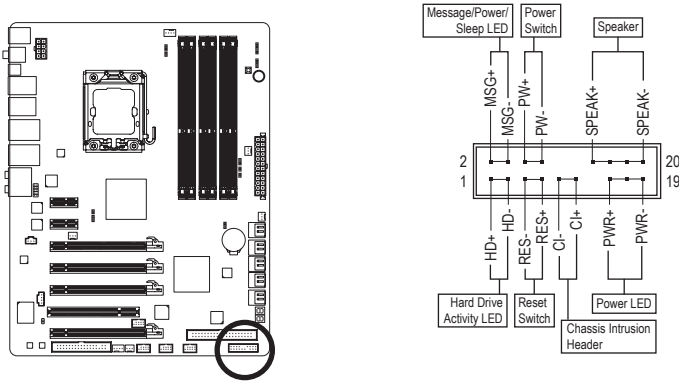 Message/Power/
Sleep LED
Power
Switch
Speaker
MSG+
MSG-
PW+
PW-
SPEAK+
SPEAK-
2
20
1
19
HD+
HD-
RES-
RES+
CI-
CI+
PWR+
PWR-
Hard Drive
Activity LED
Reset
Switch
Power LED
Chassis Intrusion
Header